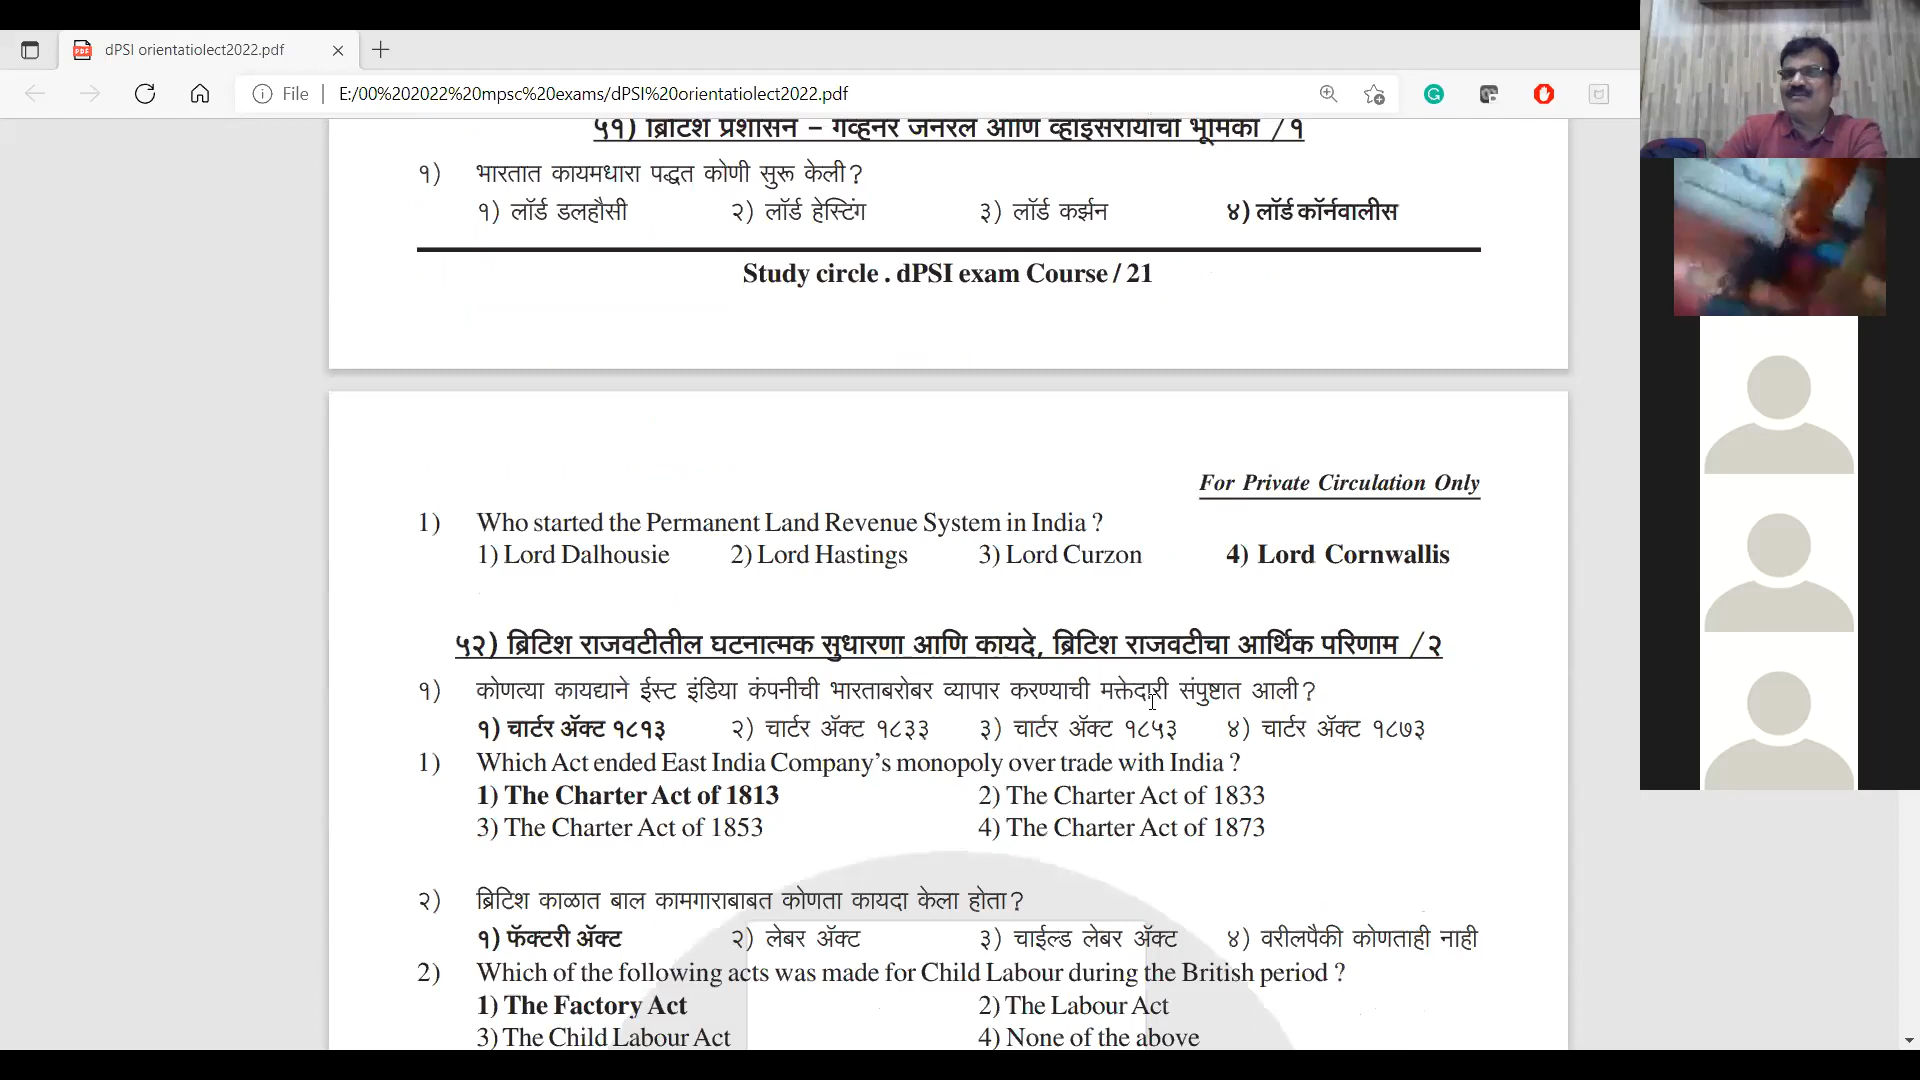 dPSI orientatiolect2022.pdf
File | E:/00%202022%20mpsc%20exams/dPSI%20orientatiolect2022.pdf
५१) ब्रिटिश प्रशासन – गव्हर्नर जनरल आणि व्हाइसरॉयांची भूमिका /१
१) भारतात कायमधारा पद्धत कोणी सुरू केली?
१) लॉर्ड डलहौसी २) लॉर्ड हेस्टिंग ३) लॉर्ड कर्झन ४) लॉर्ड कॉर्नवालीस
Study circle . dPSI exam Course / 21
For Private Circulation Only
1) Who started the Permanent Land Revenue System in India ?
1) Lord Dalhousie 2) Lord Hastings 3) Lord Curzon 4) Lord Cornwallis
५२) ब्रिटिश राजवटीतील घटनात्मक सुधारणा आणि कायदे, ब्रिटिश राजवटीचा आर्थिक परिणाम /२
१) कोणत्या कायद्याने ईस्ट इंडिया कंपनीची भारताबरोबर व्यापार करण्याची मक्तेदारी संपुष्टात आली?
१) चार्टर ॲक्ट १८१३ २) चार्टर ॲक्ट १८३३ ३) चार्टर ॲक्ट १८५३ ४) चार्टर ॲक्ट १८७३
1) Which Act ended East India Company’s monopoly over trade with India ?
1) The Charter Act of 1813 2) The Charter Act of 1833
3) The Charter Act of 1853 4) The Charter Act of 1873
२) ब्रिटिश काळात बाल कामगाराबाबत कोणता कायदा केला होता?
१) फॅक्टरी ॲक्ट २) लेबर ॲक्ट ३) चाईल्ड लेबर ॲक्ट ४) वरीलपैकी कोणताही नाही
2) Which of the following acts was made for Child Labour during the British period ?
1) The Factory Act 2) The Labour Act
3) The Child Labour Act 4) None of the above